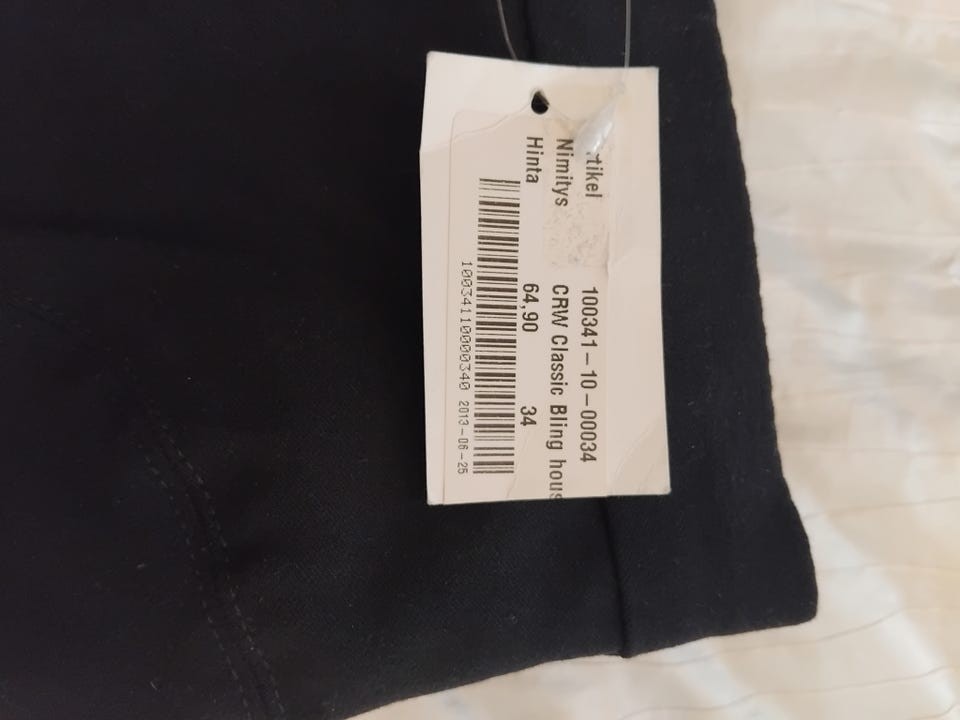 rtikel 100341-10-00034
Nimitys CRW Classic Bling hous
Hinta 64,90 34
10034110000340 2013-06-25